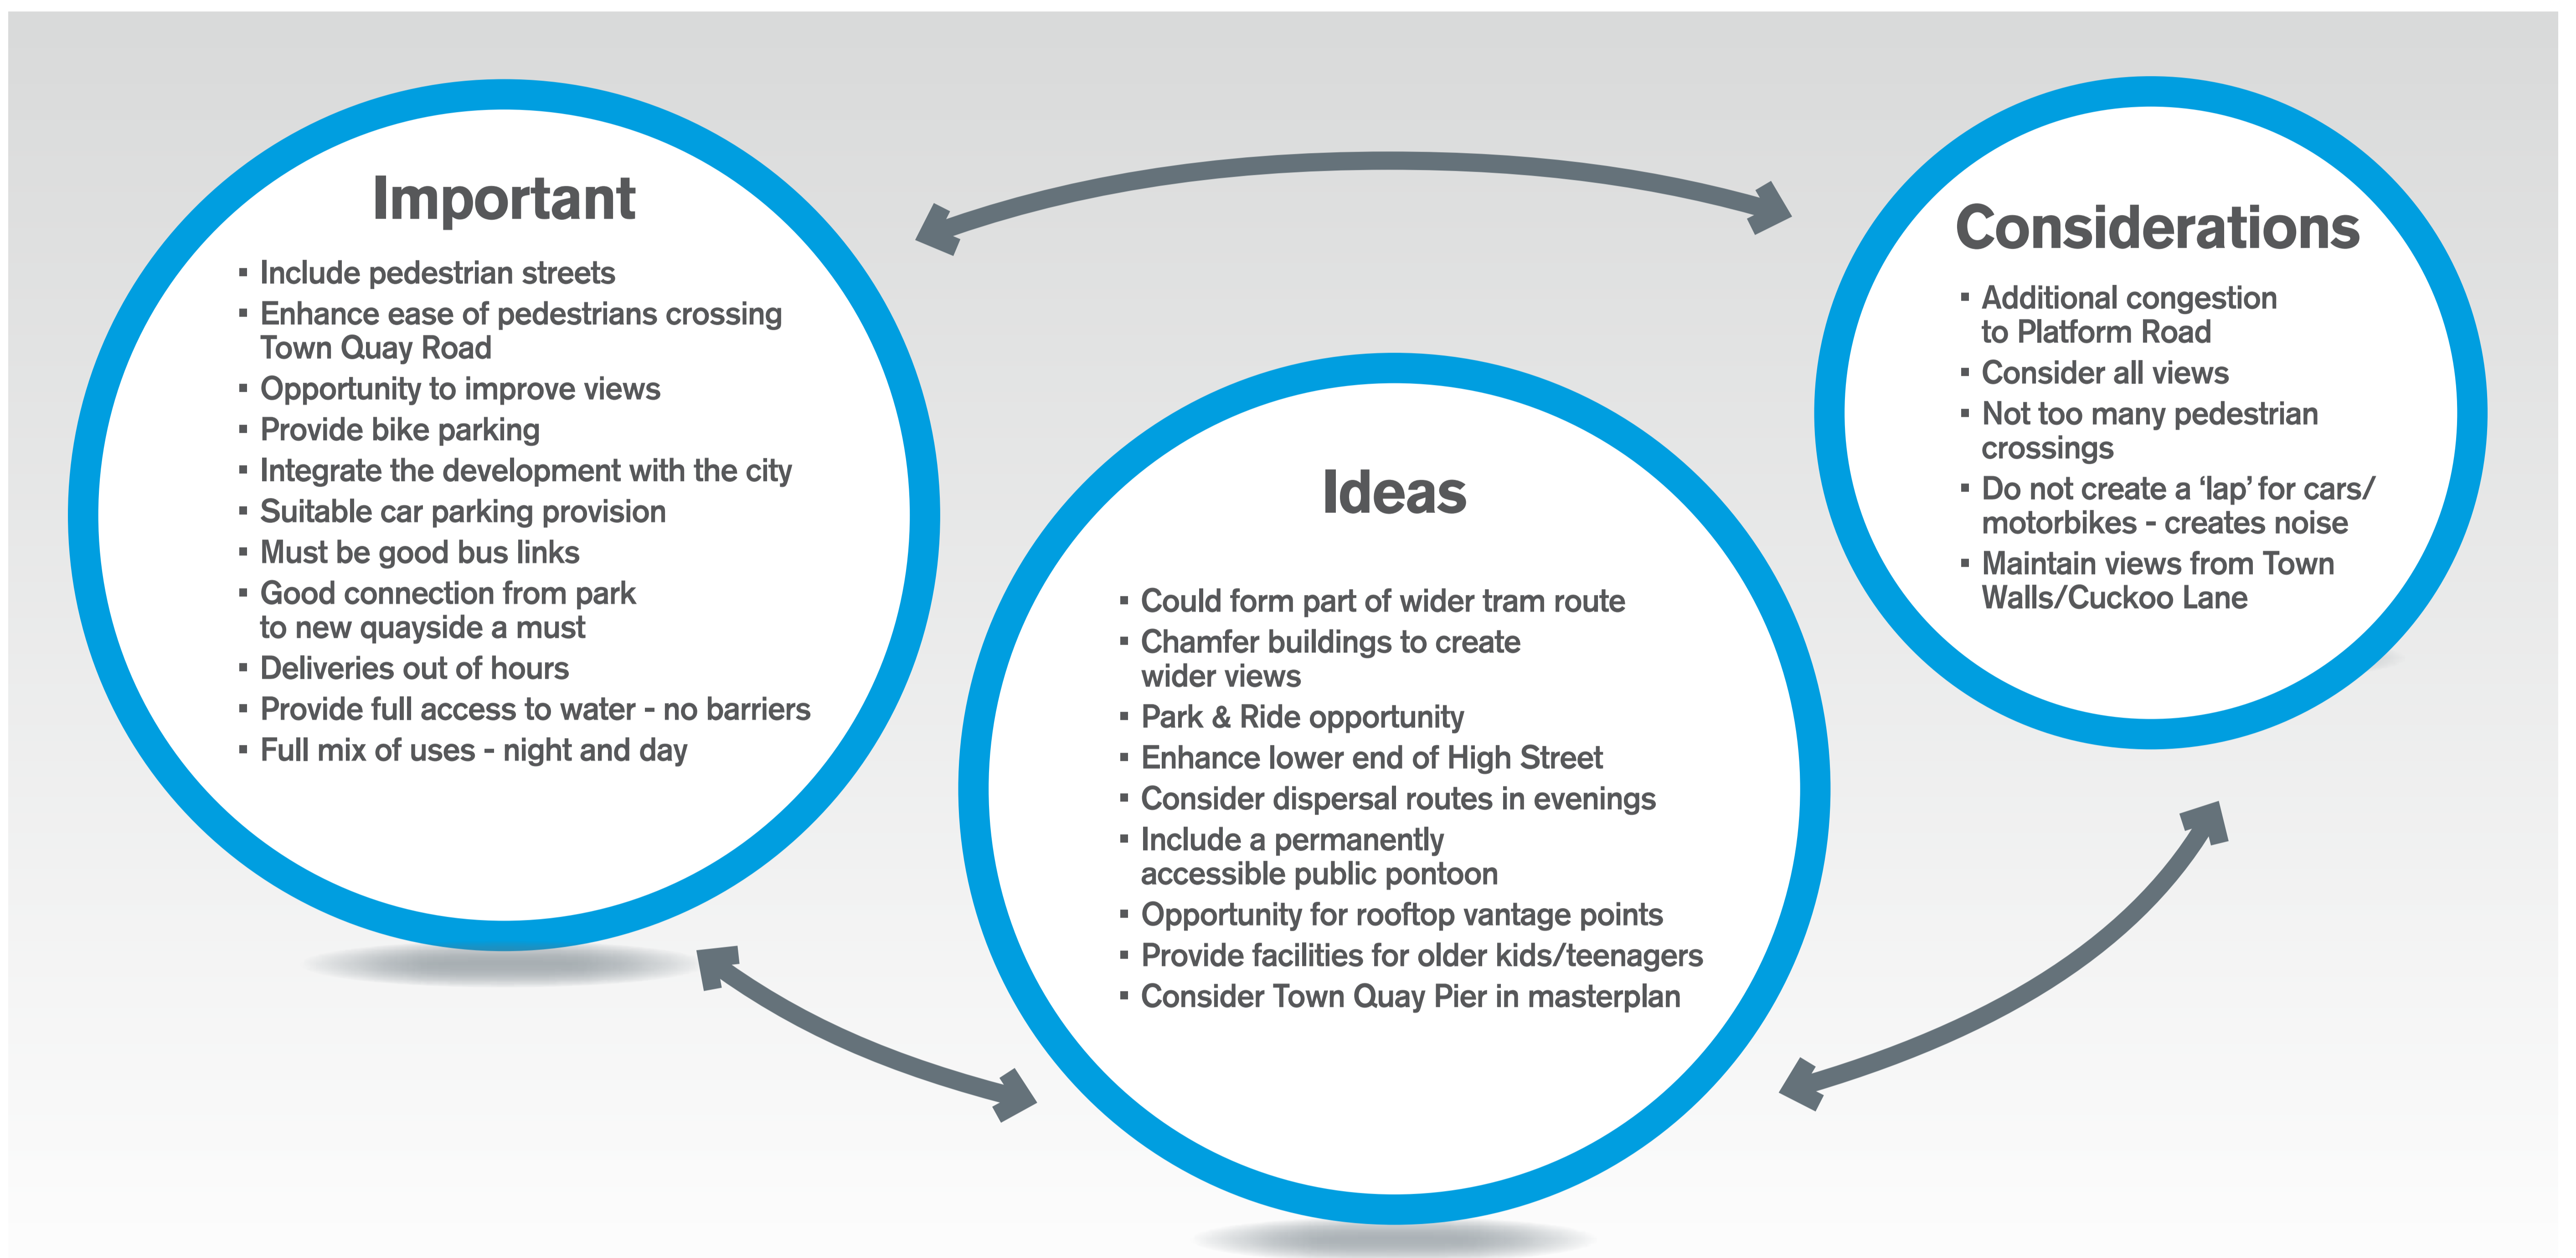 Important
▪ Include pedestrian streets
▪ Enhance ease of pedestrians crossing
Town Quay Road
▪ Opportunity to improve views
▪ Provide bike parking
▪ Integrate the development with the city
▪ Suitable car parking provision
▪ Must be good bus links
▪ Good connection from park
to new quayside a must
▪ Deliveries out of hours
▪ Provide full access to water - no barriers
▪ Full mix of uses - night and day
Ideas
▪ Could form part of wider tram route
▪ Chamfer buildings to create
wider views
▪ Park & Ride opportunity
▪ Enhance lower end of High Street
▪ Consider dispersal routes in evenings
▪ Include a permanently
accessible public pontoon
▪ Opportunity for rooftop vantage points
▪ Provide facilities for older kids/teenagers
▪ Consider Town Quay Pier in masterplan
Considerations
▪ Additional congestion
to Platform Road
▪ Consider all views
▪ Not too many pedestrian
crossings
▪ Do not create a ‘lap’ for cars/
motorbikes - creates noise
▪ Maintain views from Town
Walls/Cuckoo Lane